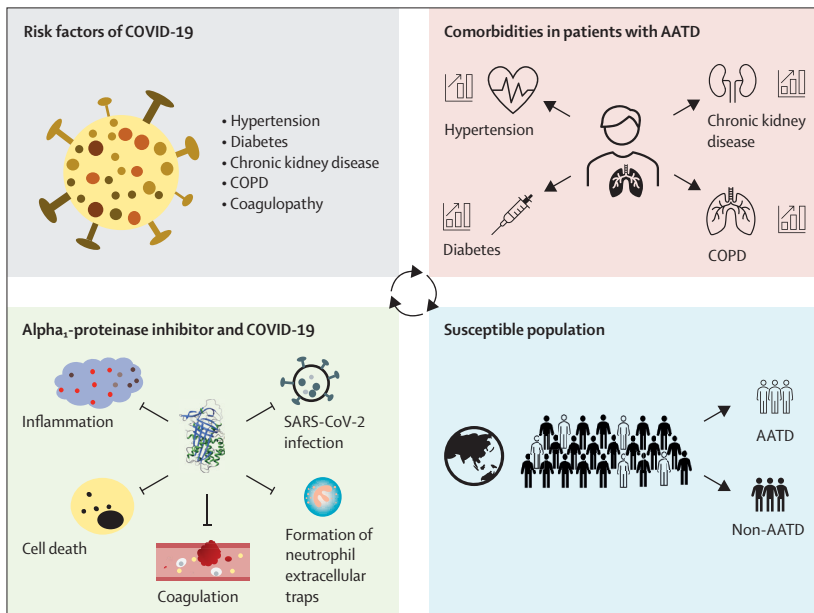 Risk factors of COVID-19
• Hypertension
• Diabetes
• Chronic kidney disease
• COPD
• Coagulopathy
Comorbidities in patients with AATD
Hypertension
Chronic kidney
disease
Diabetes
COPD
Alpha₁-proteinase inhibitor and COVID-19
Inflammation
SARS-CoV-2
infection
Cell death
Coagulation
Formation of
neutrophil
extracellular
traps
Susceptible population
AATD
Non-AATD